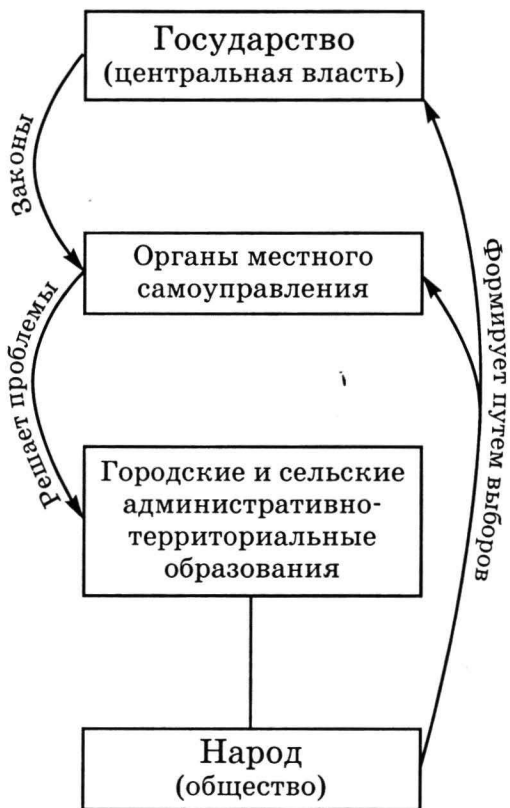 Государство
(центральная власть)
Законы
Органы местного
самоуправления
Решает проблемы
Формирует путем выборов
Городские и сельские
административно-
территориальные
образования
Народ
(общество)